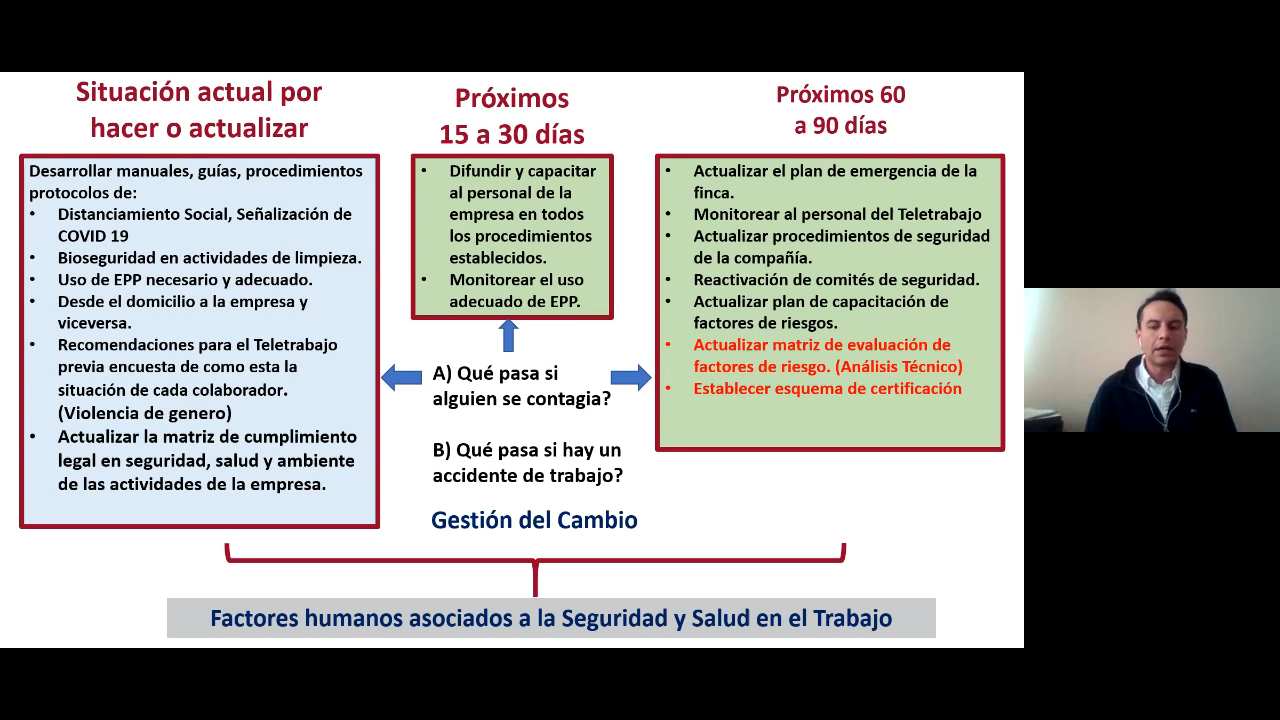 Situación actual por
hacer o actualizar
Desarrollar manuales, guías, procedimientos
protocolos de:
• Distanciamiento Social, Señalización de
COVID 19
• Bioseguridad en actividades de limpieza.
• Uso de EPP necesario y adecuado.
• Desde el domicilio a la empresa y
viceversa.
• Recomendaciones para el Teletrabajo
previa encuesta de como esta la
situación de cada colaborador.
(Violencia de genero)
• Actualizar la matriz de cumplimiento
legal en seguridad, salud y ambiente
de las actividades de la empresa.
Próximos
15 a 30 días
• Difundir y capacitar
al personal de la
empresa en todos
los procedimientos
establecidos.
• Monitorear el uso
adecuado de EPP.
A) Qué pasa si
alguien se contagia?
B) Qué pasa si hay un
accidente de trabajo?
Gestión del Cambio
Próximos 60
a 90 días
• Actualizar el plan de emergencia de la
finca.
• Monitorear al personal del Teletrabajo
• Actualizar procedimientos de seguridad
de la compañía.
• Reactivación de comités de seguridad.
• Actualizar plan de capacitación de
factores de riesgos.
• Actualizar matriz de evaluación de
factores de riesgo. (Análisis Técnico)
• Establecer esquema de certificación
Factores humanos asociados a la Seguridad y Salud en el Trabajo